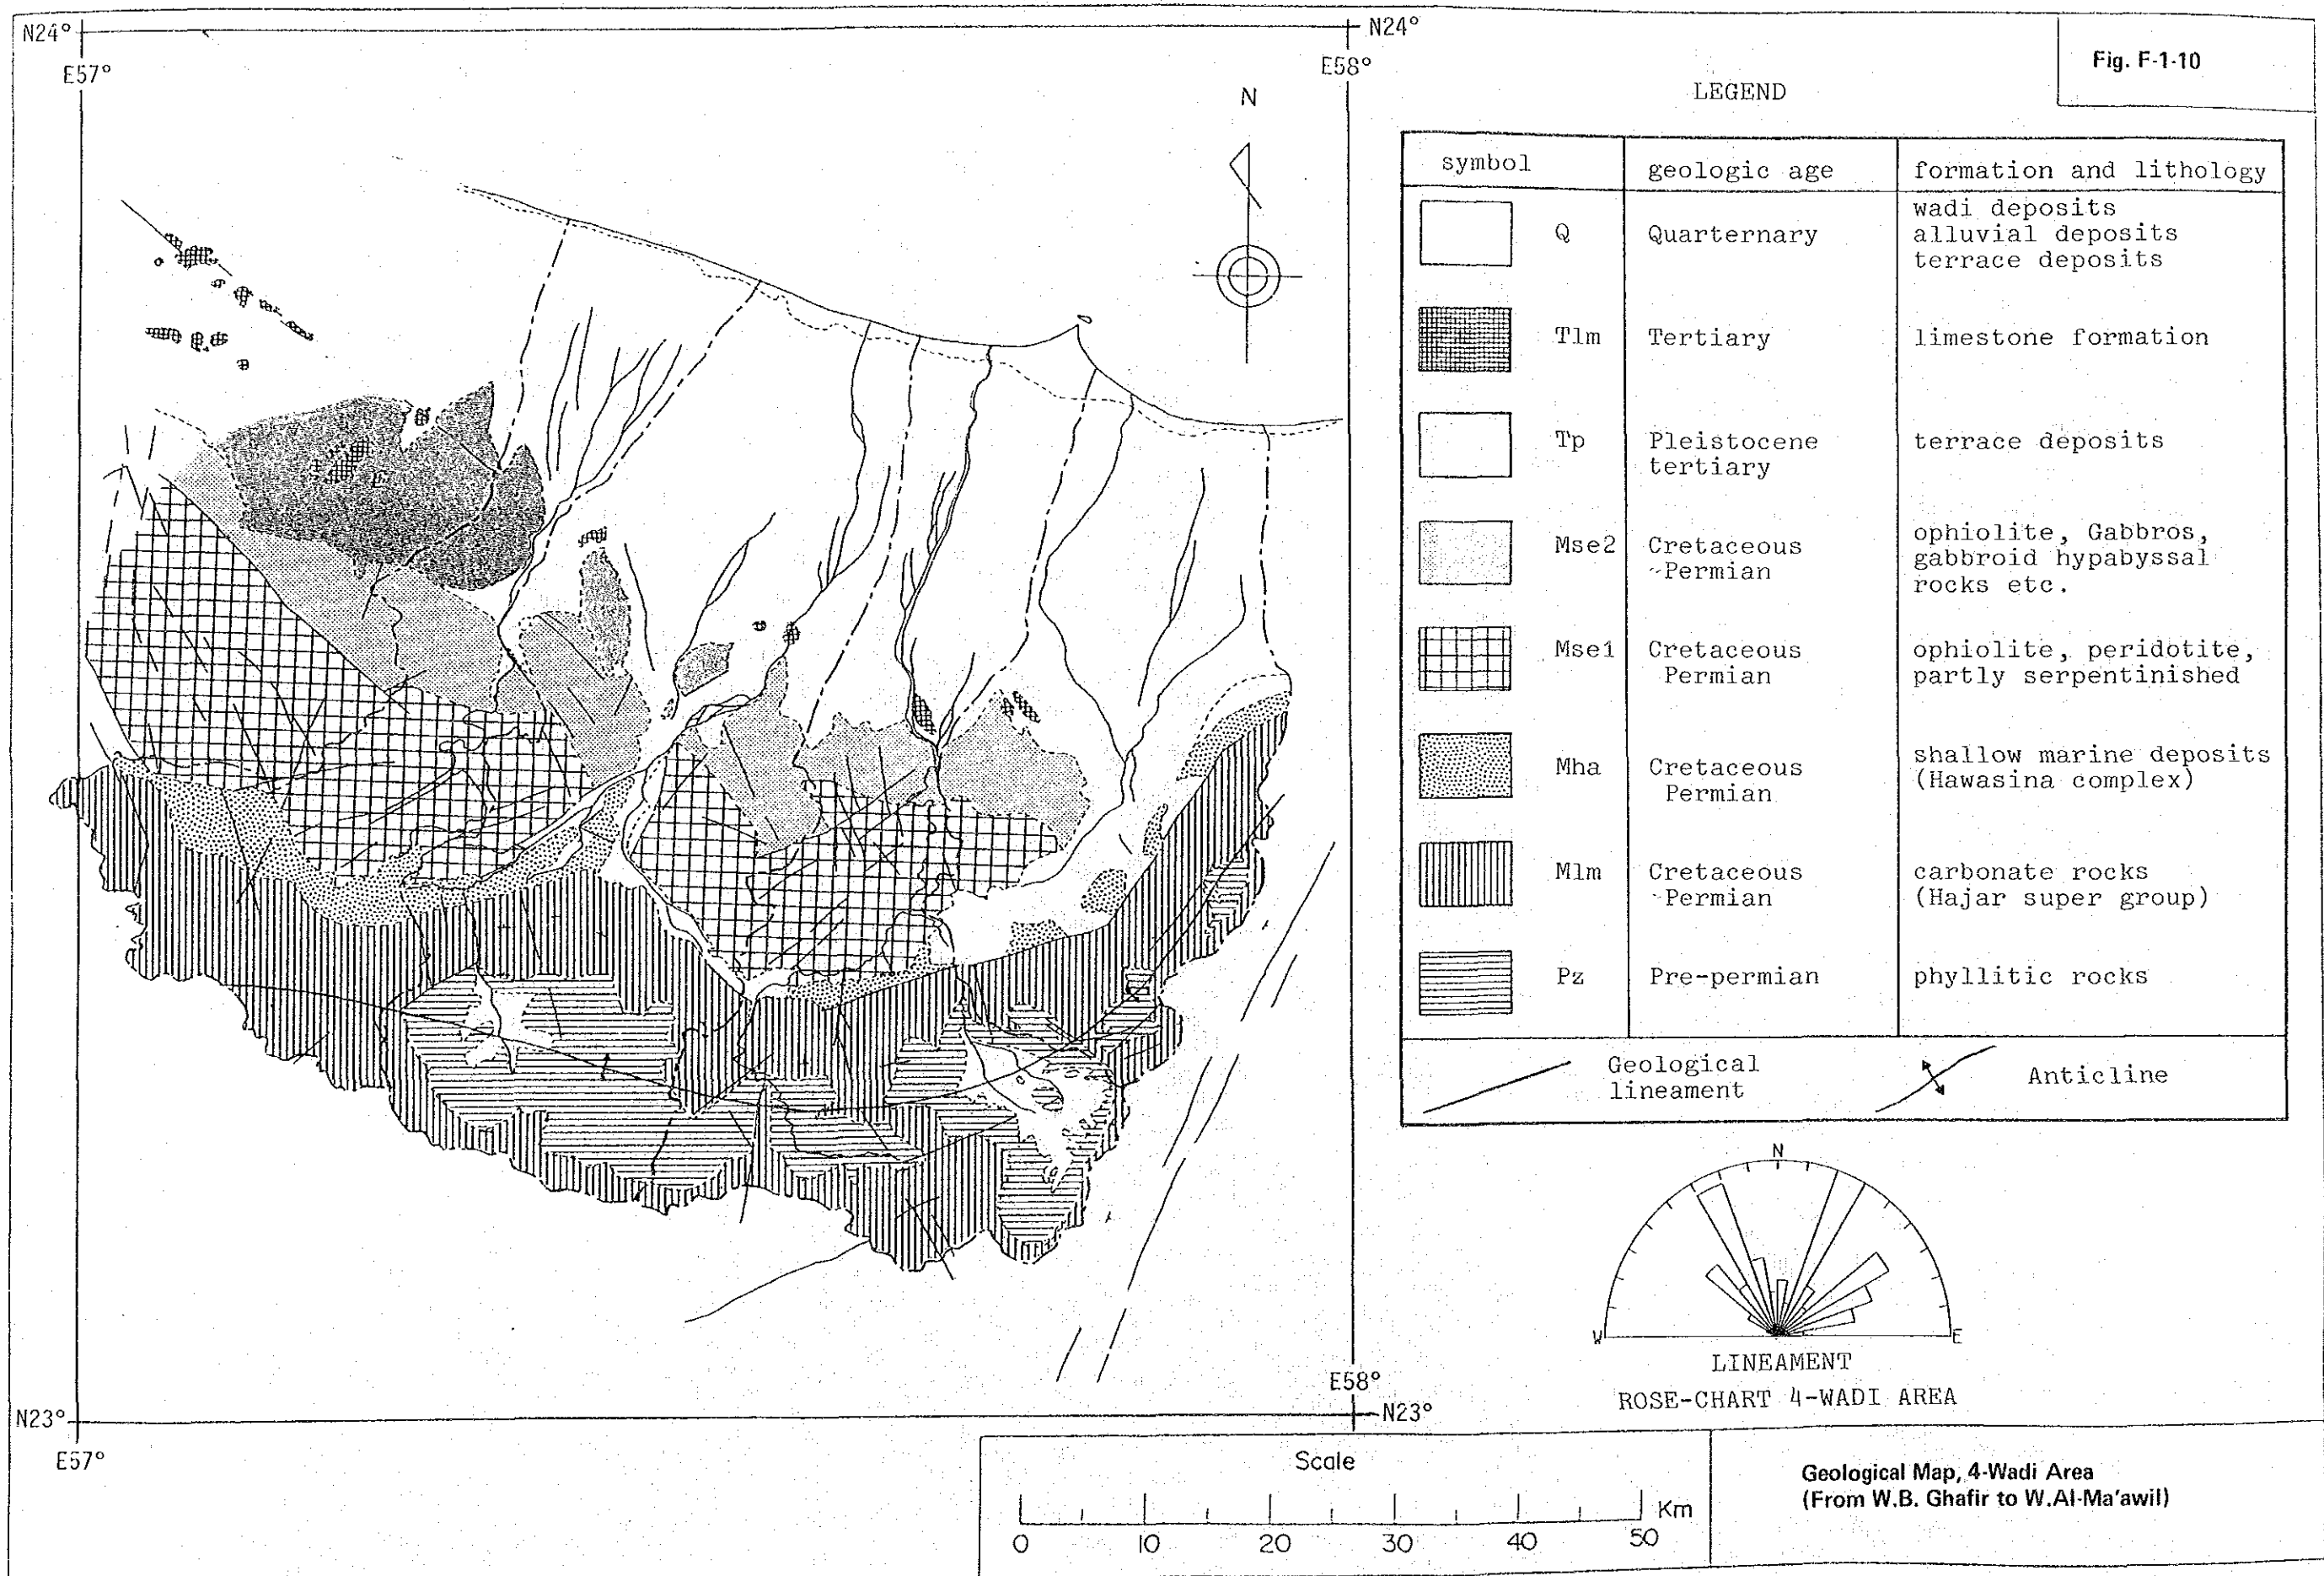 N24°
N24°
E57°
E58°
N
Fig. F-1-10
LEGEND
symbol geologic age formation and lithology
Q Quarternary wadi deposits
alluvial deposits
terrace deposits
Tlm Tertiary limestone formation
Tp Pleistocene terrace deposits
tertiary
Mse2 Cretaceous ophiolite, Gabbros,
~Permian gabbroid hypabyssal
rocks etc.
Mse1 Cretaceous ophiolite, peridotite,
Permian partly serpentinished
Mha Cretaceous shallow marine deposits
Permian (Hawasina complex)
Mlm Cretaceous carbonate rocks
~Permian (Hajar super group)
Pz Pre-permian phyllitic rocks
Geological
lineament
Anticline
N
W E
LINEAMENT
ROSE-CHART 4-WADI AREA
E58°
N23°
N23°
E57°
Scale
Km
0 10 20 30 40 50
Geological Map, 4-Wadi Area
(From W.B. Ghafir to W.Al-Ma'awil)